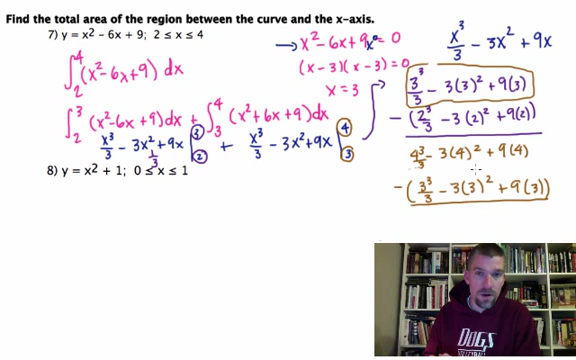 Find the total area of the region between the curve and the x-axis.
7) y = x2 – 6x + 9; 2 ≤ x ≤ 4
∫₂⁴ (x² - 6x + 9) dx
∫₂³ (x² - 6x + 9) dx + ∫₃⁴ (x² + 6x + 9) dx
x³/3 - 3x² + 9x |₂³ + x³/3 - 3x² + 9x |₃⁴
1/3
→ x² - 6x + 9x⁰ = 0
(x - 3)(x - 3) = 0
x = 3
x³/3 - 3x² + 9x
3³/3 - 3(3)² + 9(3)
- (2³/3 - 3(2)² + 9(2))
4³/3 - 3(4)² + 9(4)
- (3³/3 - 3(3)² + 9(3))
8) y = x2 + 1; 0 ≤ x ≤ 1
DOGS